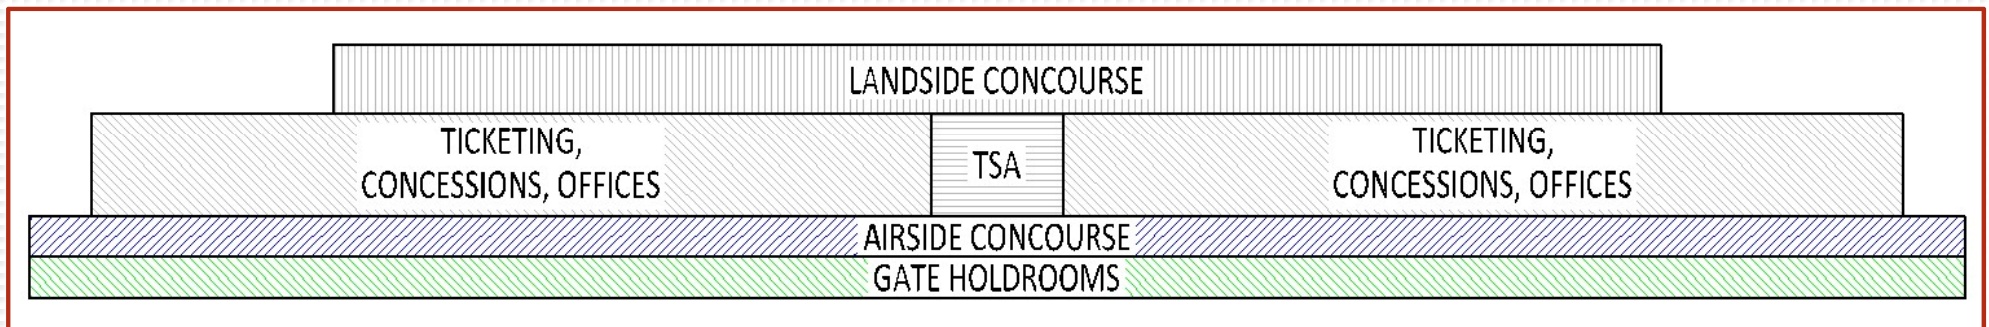 LANDSIDE CONCOURSE
TICKETING,
CONCESSIONS, OFFICES
TSA
TICKETING,
CONCESSIONS, OFFICES
AIRSIDE CONCOURSE
GATE HOLDROOMS